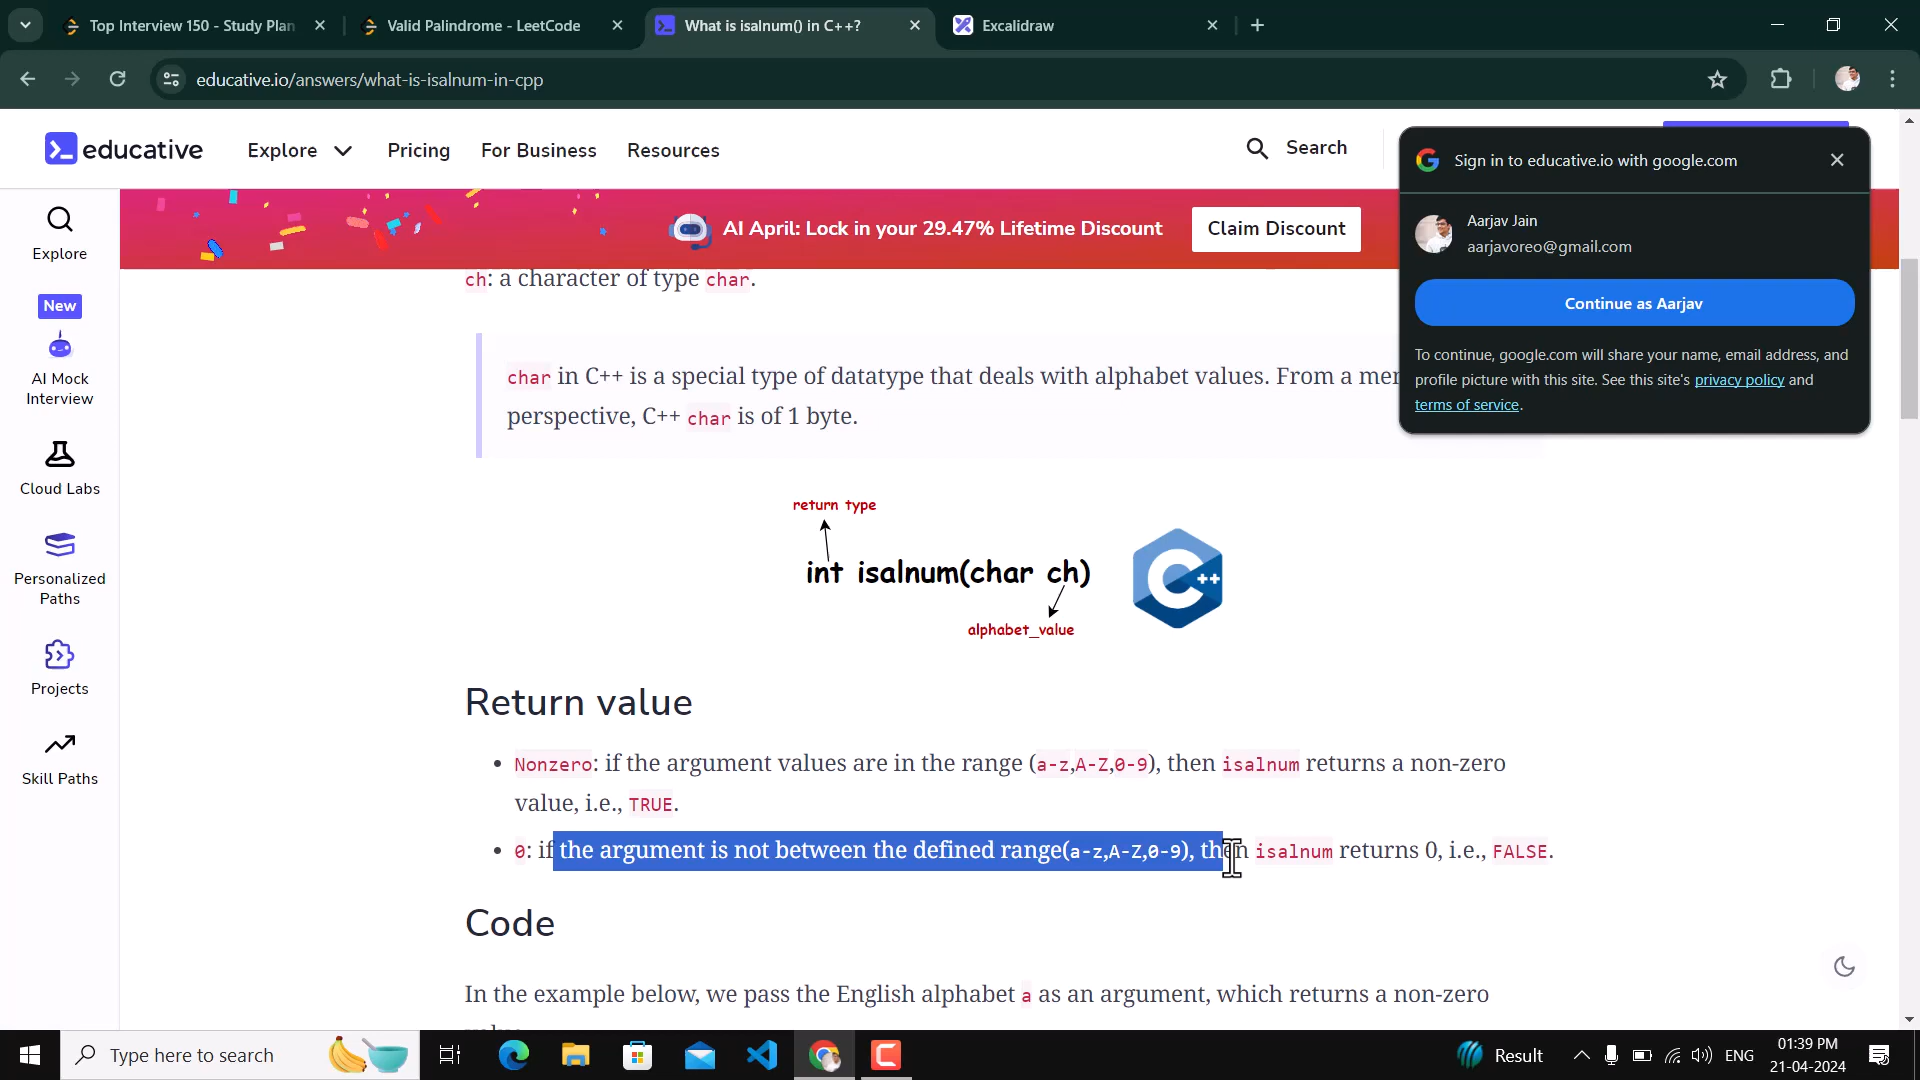 Top Interview 150 - Study Plan
Valid Palindrome - LeetCode
What is isalnum() in C++?
Excalidraw
educative.io/answers/what-is-isalnum-in-cpp
educative
Explore
Pricing
For Business
Resources
Search
Sign in to educative.io with google.com
Aarjav Jain
aarjavoreo@gmail.com
Continue as Aarjav
To continue, google.com will share your name, email address, and
profile picture with this site. See this site's privacy policy and
terms of service.
AI April: Lock in your 29.47% Lifetime Discount
Claim Discount
Explore
New
AI Mock
Interview
Cloud Labs
Personalized
Paths
Projects
Skill Paths
ch: a character of type char.
char in C++ is a special type of datatype that deals with alphabet values. From a
perspective, C++ char is of 1 byte.
return type
int isalnum(char ch)
alphabet_value
C++
Return value
• Nonzero: if the argument values are in the range (a-z,A-Z,0-9), then isalnum returns a non-zero
value, i.e., TRUE.
• 0: if the argument is not between the defined range(a-z,A-Z,0-9), then isalnum returns 0, i.e., FALSE.
Code
In the example below, we pass the English alphabet a as an argument, which returns a non-zero
Type here to search
Result
ENG
01:39 PM
21-04-2024